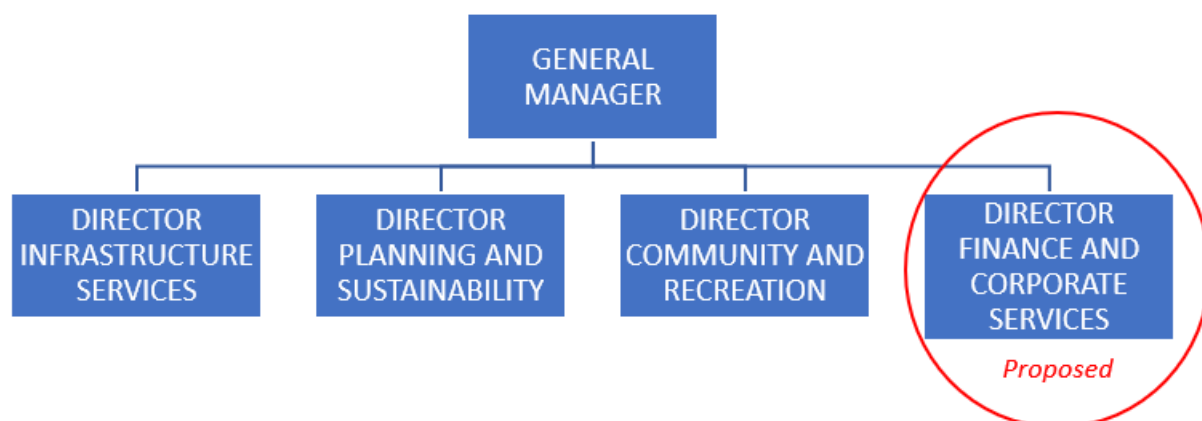 GENERAL
MANAGER
DIRECTOR
INFRASTRUCTURE
SERVICES
DIRECTOR
PLANNING AND
SUSTAINABILITY
DIRECTOR
COMMUNITY AND
RECREATION
DIRECTOR
FINANCE AND
CORPORATE
SERVICES
Proposed